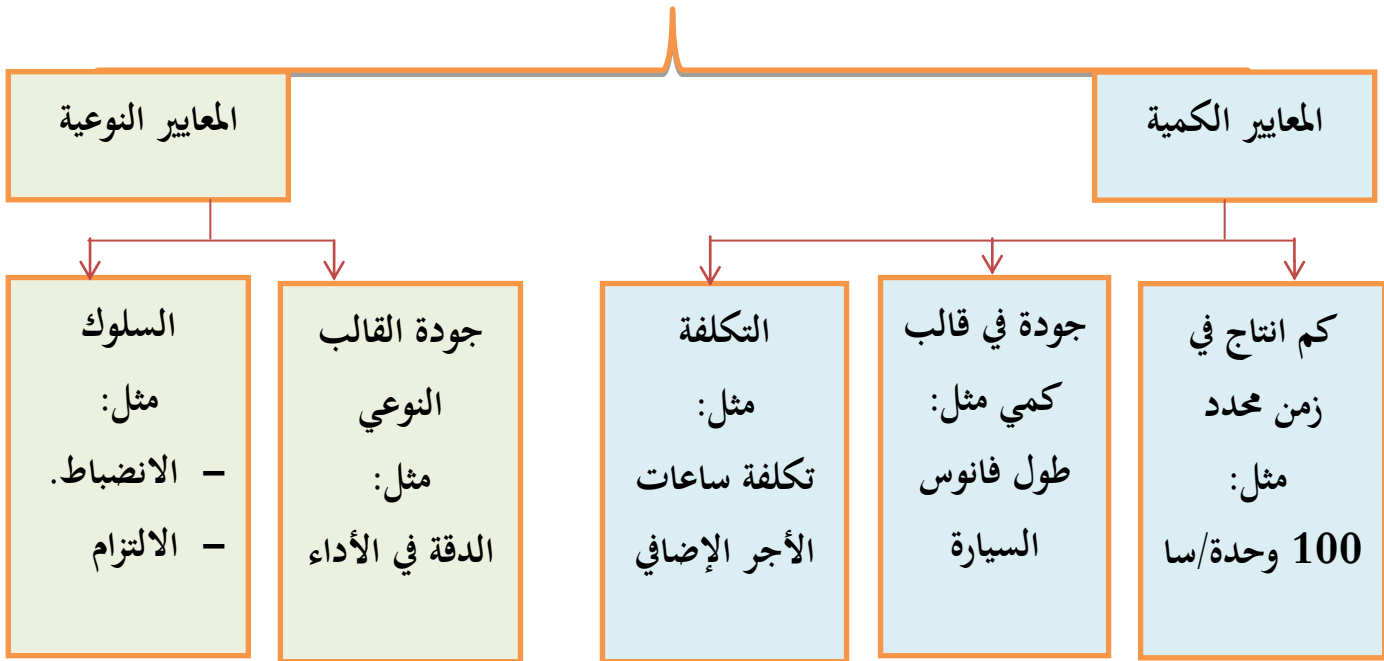 المعايير الكمية
المعايير النوعية
كم انتاج في
زمن محدد
مثل:
100 وحدة/سا
جودة في قالب
كمي مثل:
طول فانوس
السيارة
التكلفة
مثل:
تكلفة ساعات
الأجر الإضافي
جودة القالب
النوعي
مثل:
الدقة في الأداء
السلوك
مثل:
– الانضباط.
– الالتزام